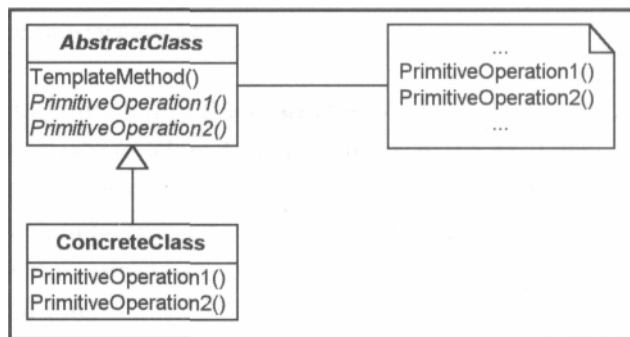 AbstractClass
TemplateMethod()
PrimitiveOperation1()
PrimitiveOperation2()
...
PrimitiveOperation1()
PrimitiveOperation2()
...
ConcreteClass
PrimitiveOperation1()
PrimitiveOperation2()